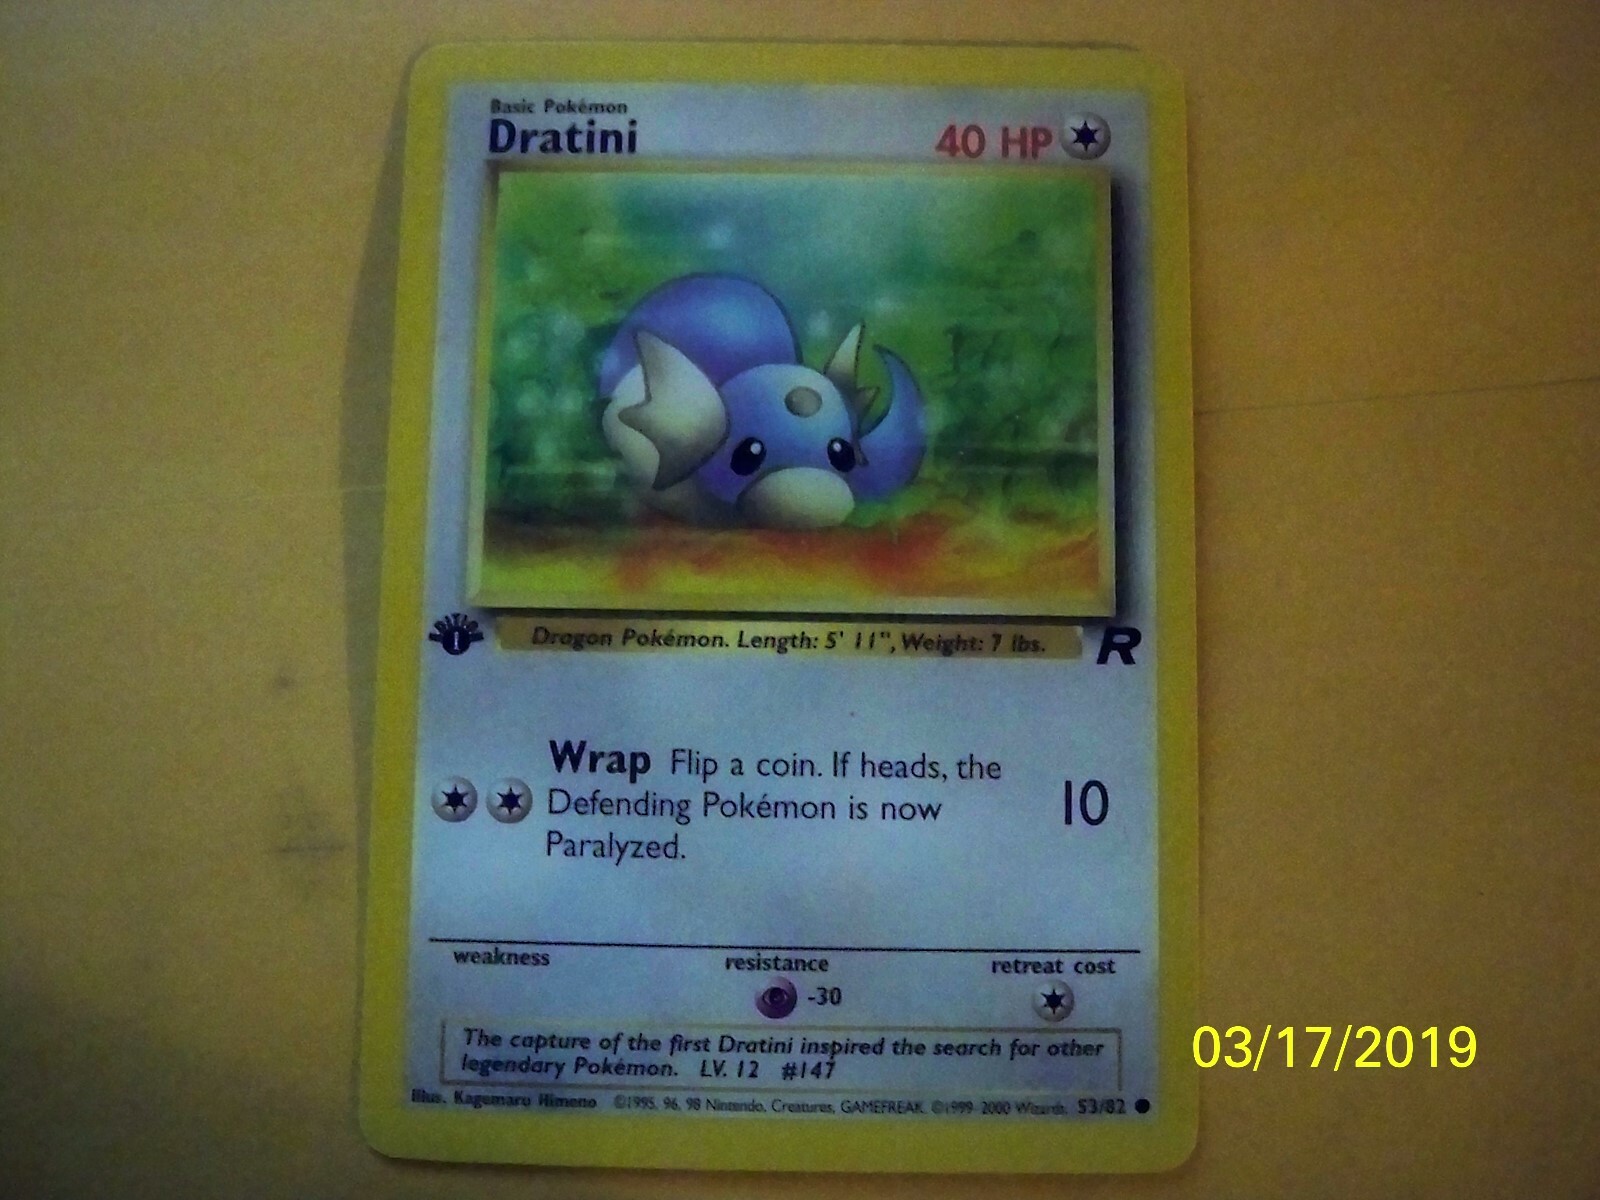 Basic Pokémon
Dratini
40 HP
EDITION
1
Dragon Pokémon. Length: 5' 11", Weight: 7 lbs.
R
Wrap Flip a coin. If heads, the
Defending Pokémon is now
Paralyzed.
10
weakness
resistance
retreat cost
-30
The capture of the first Dratini inspired the search for other
legendary Pokémon. LV. 12 #147
Illus. Kagemaru Himeno ©1995, 96, 98 Nintendo, Creatures, GAMEFREAK. ©1999-2000 Wizards. 53/82
03/17/2019